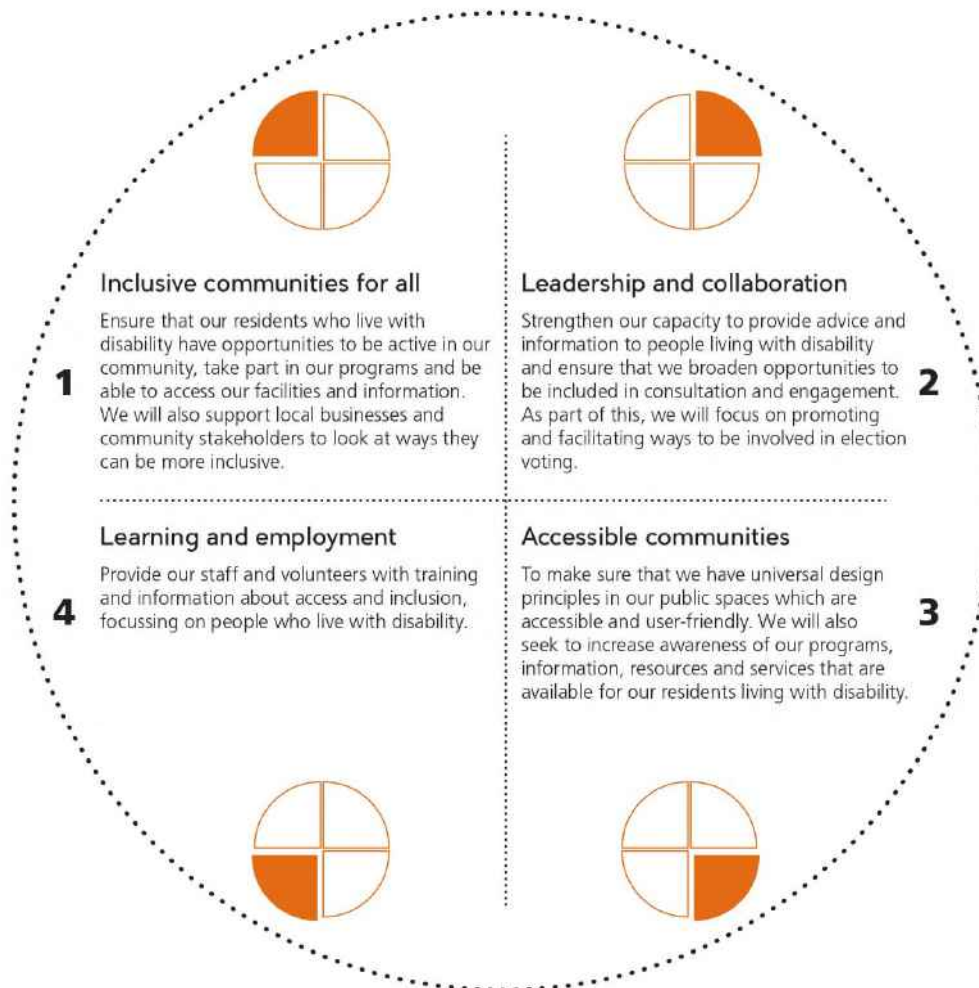 Inclusive communities for all
Ensure that our residents who live with
disability have opportunities to be active in our
community, take part in our programs and be
able to access our facilities and information.
We will also support local businesses and
community stakeholders to look at ways they
can be more inclusive.
1
Leadership and collaboration
Strengthen our capacity to provide advice and
information to people living with disability
and ensure that we broaden opportunities to
be included in consultation and engagement.
As part of this, we will focus on promoting
and facilitating ways to be involved in election
voting.
2
Accessible communities
To make sure that we have universal design
principles in our public spaces which are
accessible and user-friendly. We will also
seek to increase awareness of our programs,
information, resources and services that are
available for our residents living with disability.
3
Learning and employment
Provide our staff and volunteers with training
and information about access and inclusion,
focussing on people who live with disability.
4